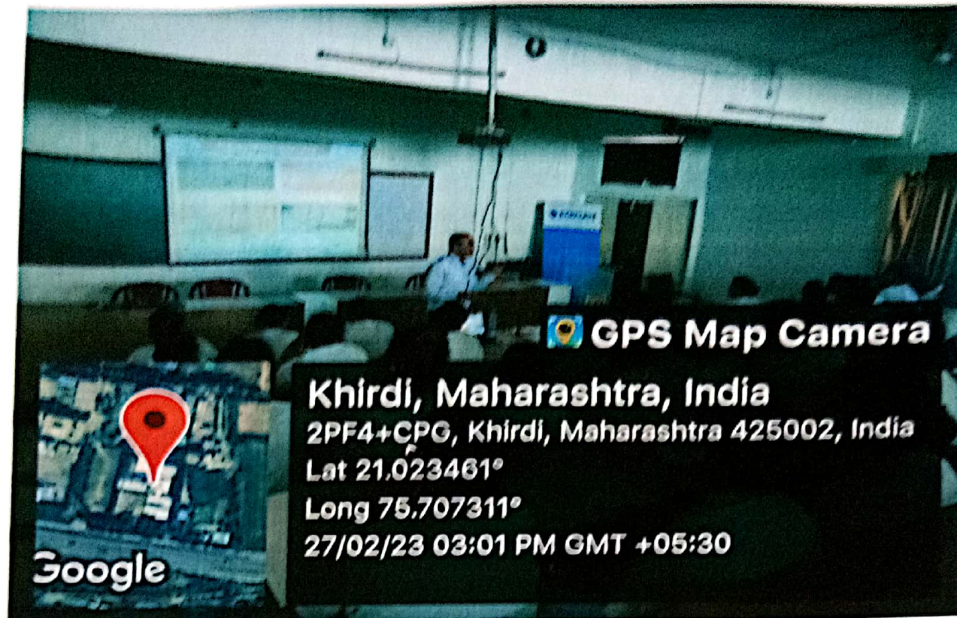 GPS Map Camera
Khirdi, Maharashtra, India
2PF4+CPG, Khirdi, Maharashtra 425002, India
Lat 21.023461°
Long 75.707311°
27/02/23 03:01 PM GMT +05:30
Google